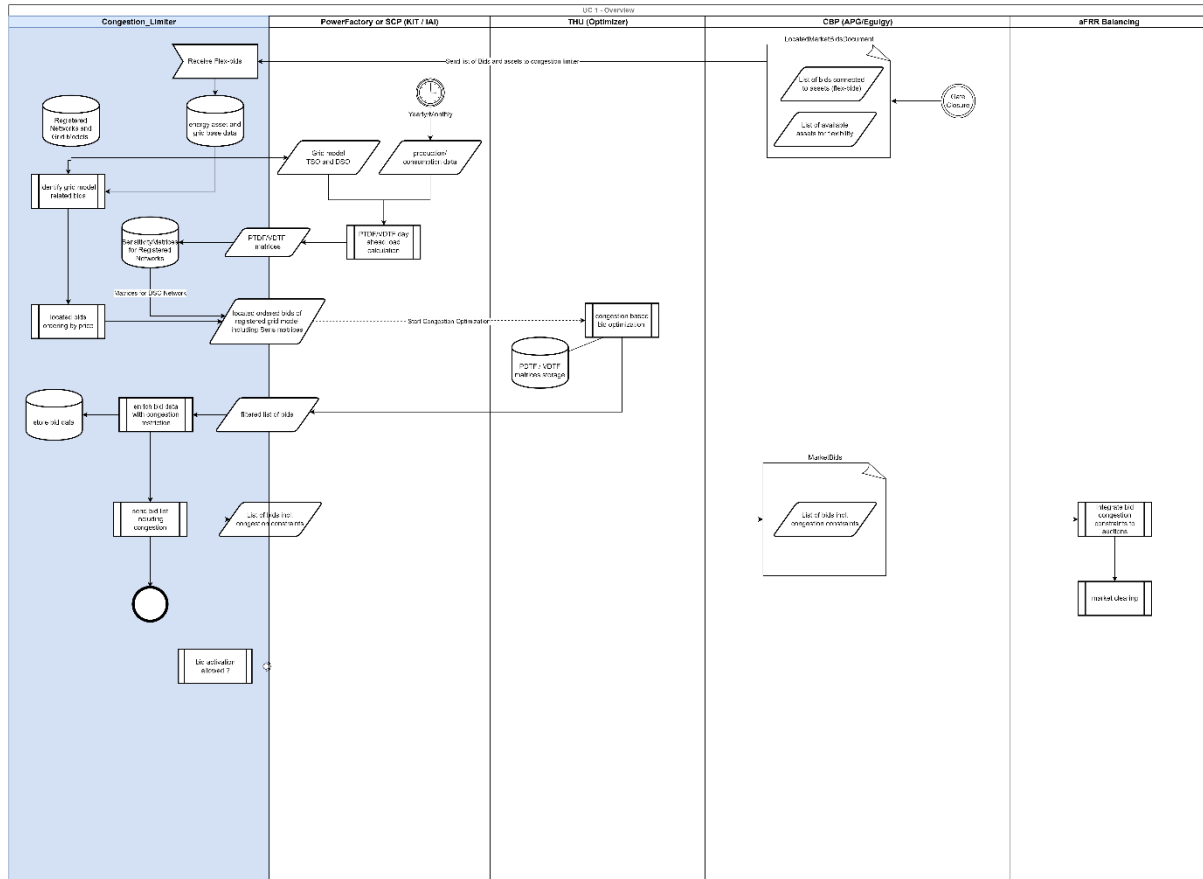 UC 1 - Overview
Congestion_Limiter
PowerFactory or SCP (KIT / IAI)
THU (Optimizer)
CBP (APG/Eguigy)
aFRR Balancing
Receive Flex-bids
Send list of Bids and assets to congestion limiter
LocatedMarketBidsDocument
List of bids connected
to assets (flex-bids)
List of available
assets for flexibility
Gate
Closure
Registered
Networks and
Grid Models
energy asset and
grid base data
Yearly/Monthly
Grid model
TSO and DSO
production/
consumption data
identify grid model
related bids
SensitivityMatrices
for Registered
Networks
PTDF/VDTF
matrices
PTDF/VDTF day
ahead load
calculation
Matrices for DSO Network
located bids
ordering by price
located ordered bids of
registered grid model
including Sens matrices
Start Congestion Optimization
congestion based
bid optimization
PDTF / VDTF
matrices storage
store bid data
enrich bid data
with congestion
restriction
filtered list of bids
send bid list
including
congestion
List of bids incl.
congestion constraints
MarketBids
List of bids incl.
congestion constraints
integrate bid
congestion
constraints to
auctions
market clearing
bid activation
allowed ?